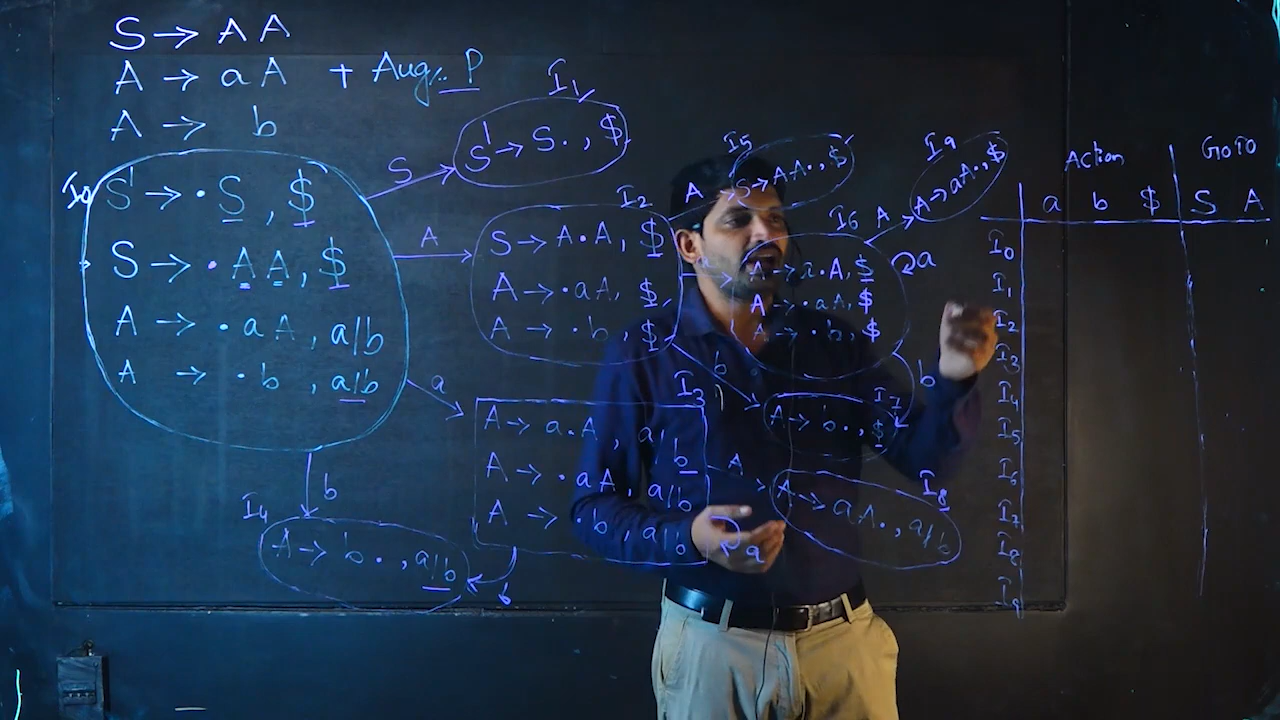 S → A A
A → a A + Aug. P
A → b
I0
S' → · S , $
S → · A A , $
A → · a A , a|b
A → · b , a|b
S
I1
S' → S · , $
A
I2
S → A · A , $
A → · a A , $
A → · b , $
a
I3
A → a · A , a|b
A → · a A , a|b
A → · b , a|b
b
I4
A → b · , a|b
b
a
A
I5
S → A A · , $
I6
A → · A , $
A → · a A , $
A → · b , $
a
b
b
I7
A → b · , $
A
I8
A → a A · , a|b
A
I9
A → a A · , $
Action GOTO
a b $ S A
I0
I1
I2
I3
I4
I5
I6
I7
I8
I9